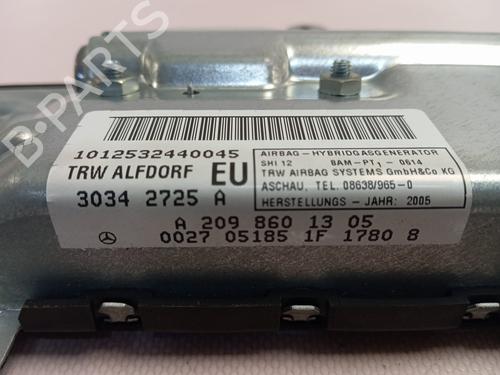 B-PARTS
1012532440045
TRW ALFDORF EU
3034 2725 A
AIRBAG - HYBRIDGASGENERATOR
SHI 12 BAM-PT1 - 0614
TRW AIRBAG SYSTEMS GmbH&Co KG
ASCHAU, TEL. 08638/965-0
HERSTELLUNGS - JAHR: 2005
A 209 860 13 05
0027 05185 1F 1780 8